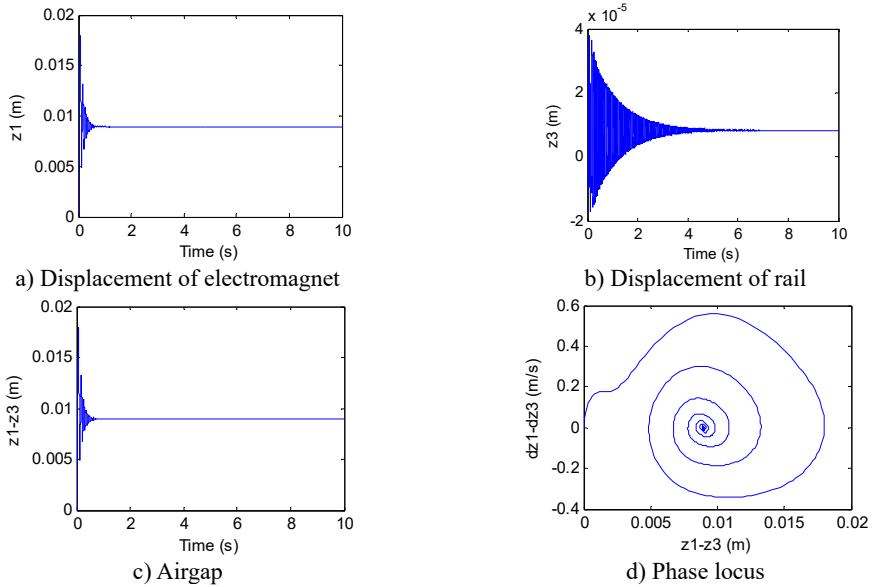 0.02
0.015
0.01
0.005
0
z1 (m)
0 2 4 6 8 10
Time (s)
a) Displacement of electromagnet
x 10^-5
4
2
0
-2
z3 (m)
0 2 4 6 8 10
Time (s)
b) Displacement of rail
0.02
0.015
0.01
0.005
0
z1-z3 (m)
0 2 4 6 8 10
Time (s)
c) Airgap
0.6
0.4
0.2
0
-0.2
-0.4
dz1-dz3 (m/s)
0 0.005 0.01 0.015 0.02
z1-z3 (m)
d) Phase locus